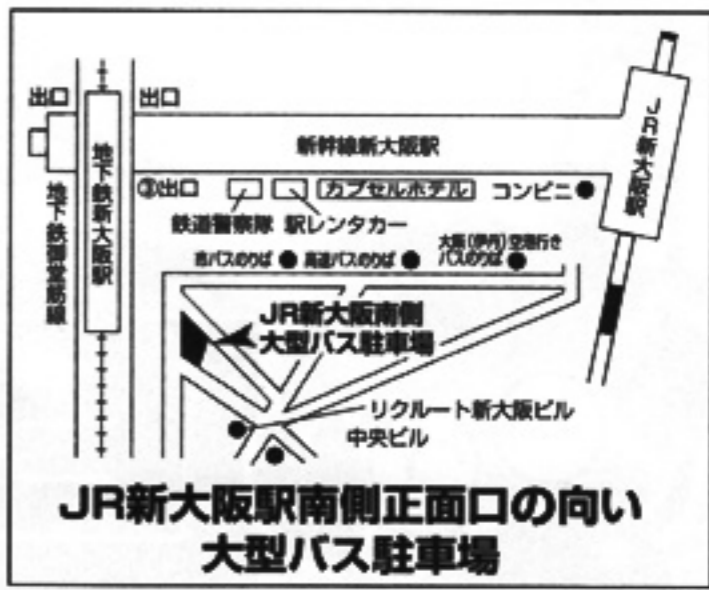 出口
出口
新幹線新大阪駅
JR新大阪駅
地下鉄新大阪駅
地下鉄御堂筋線
③出口
カプセルホテル
コンビニ
鉄道警察隊 駅レンタカー
市バスのりば
高速バスのりば
大阪(伊丹)空港行き
バスのりば
JR新大阪南側
大型バス駐車場
リクルート新大阪ビル
中央ビル
JR新大阪駅南側正面口の向い
大型バス駐車場